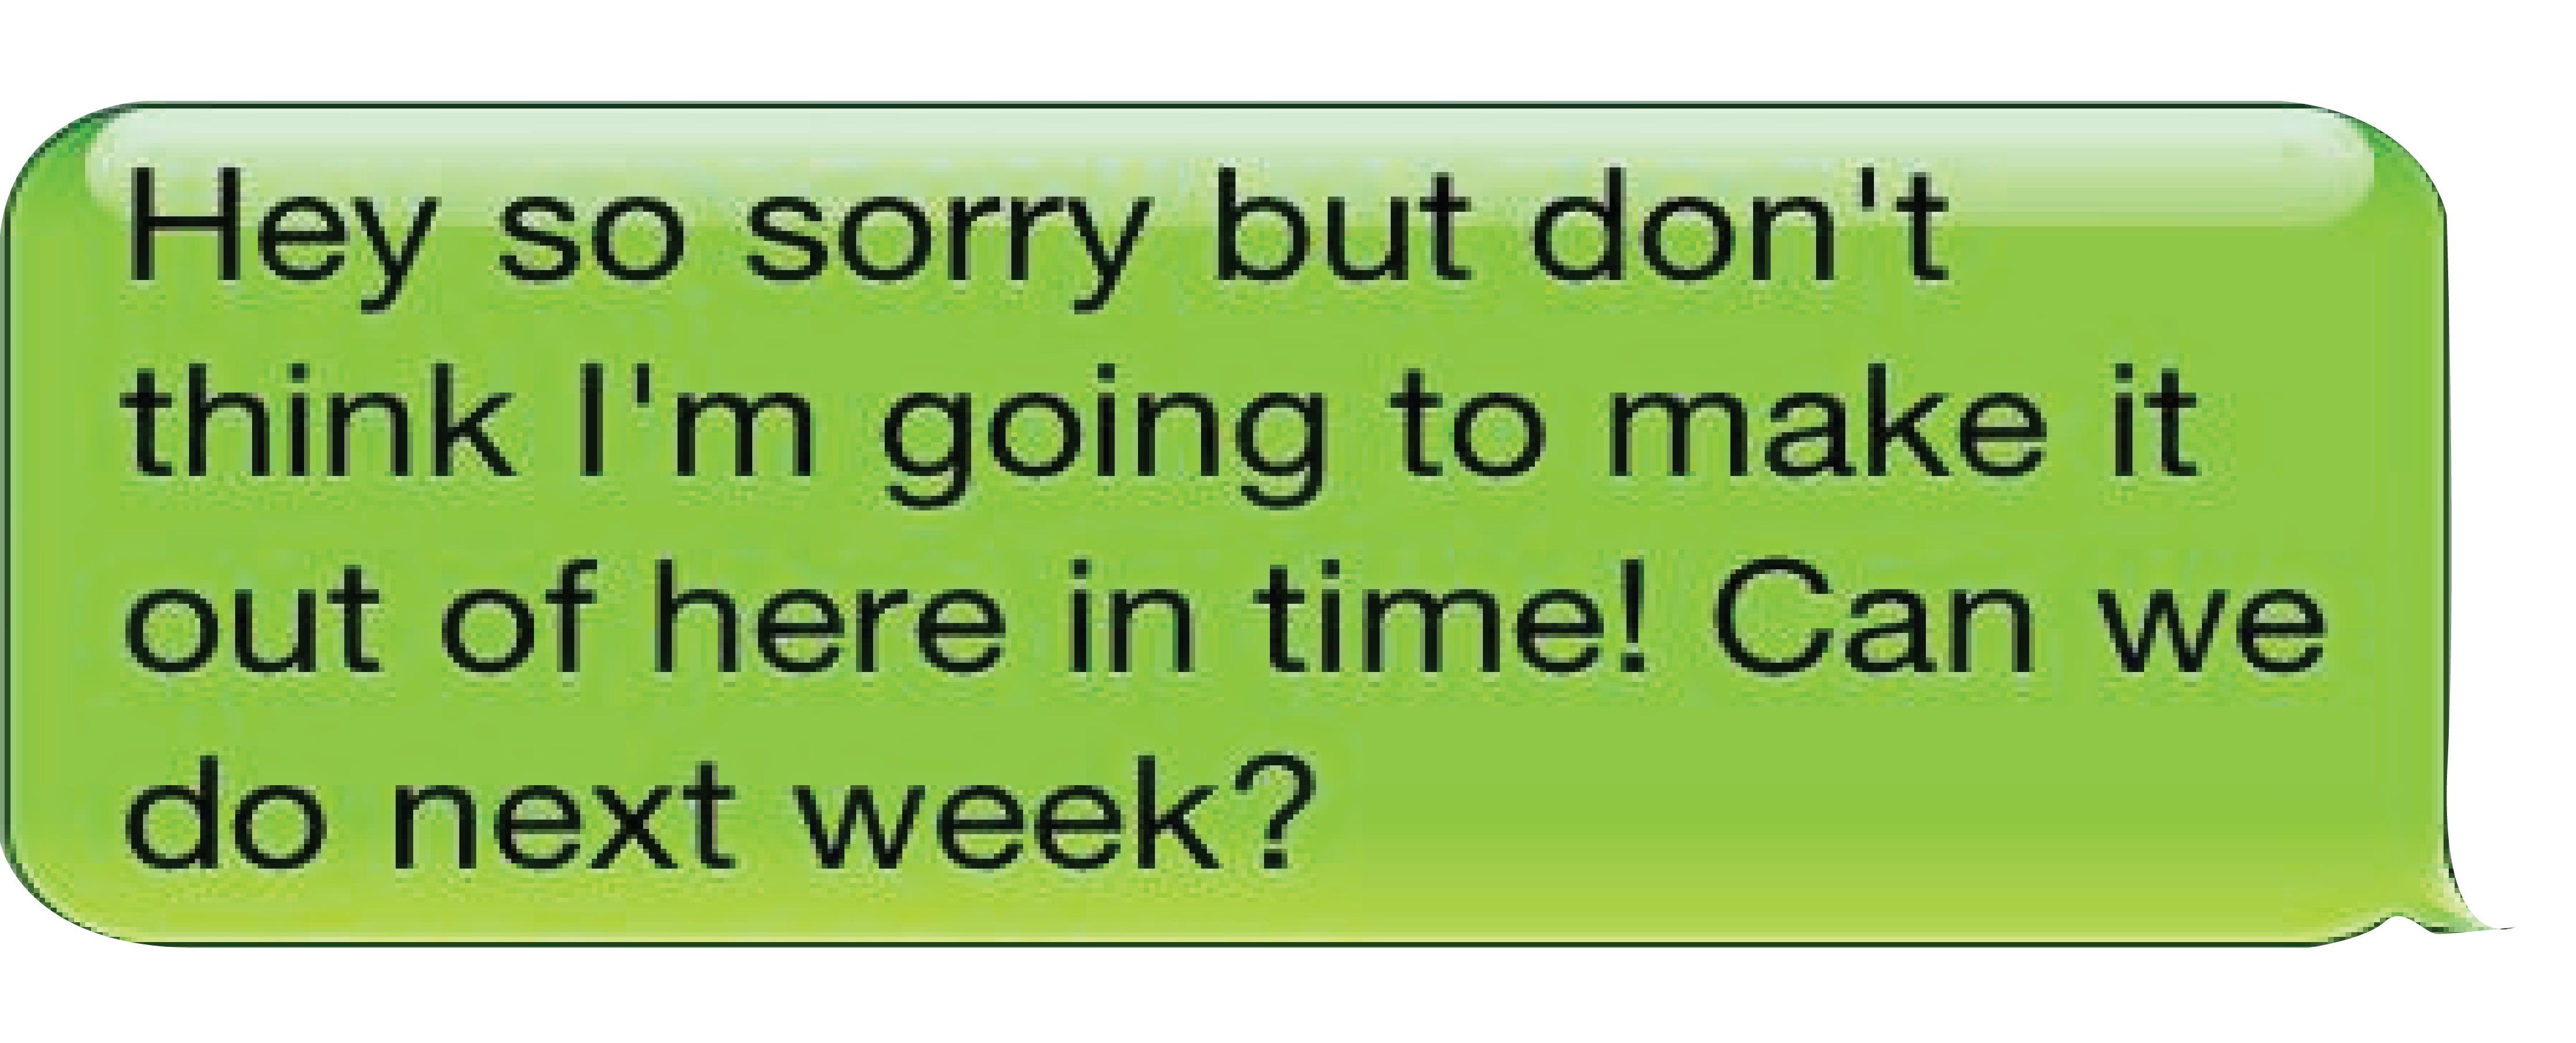 Hey so sorry but don't
think I'm going to make it
out of here in time! Can we
do next week?